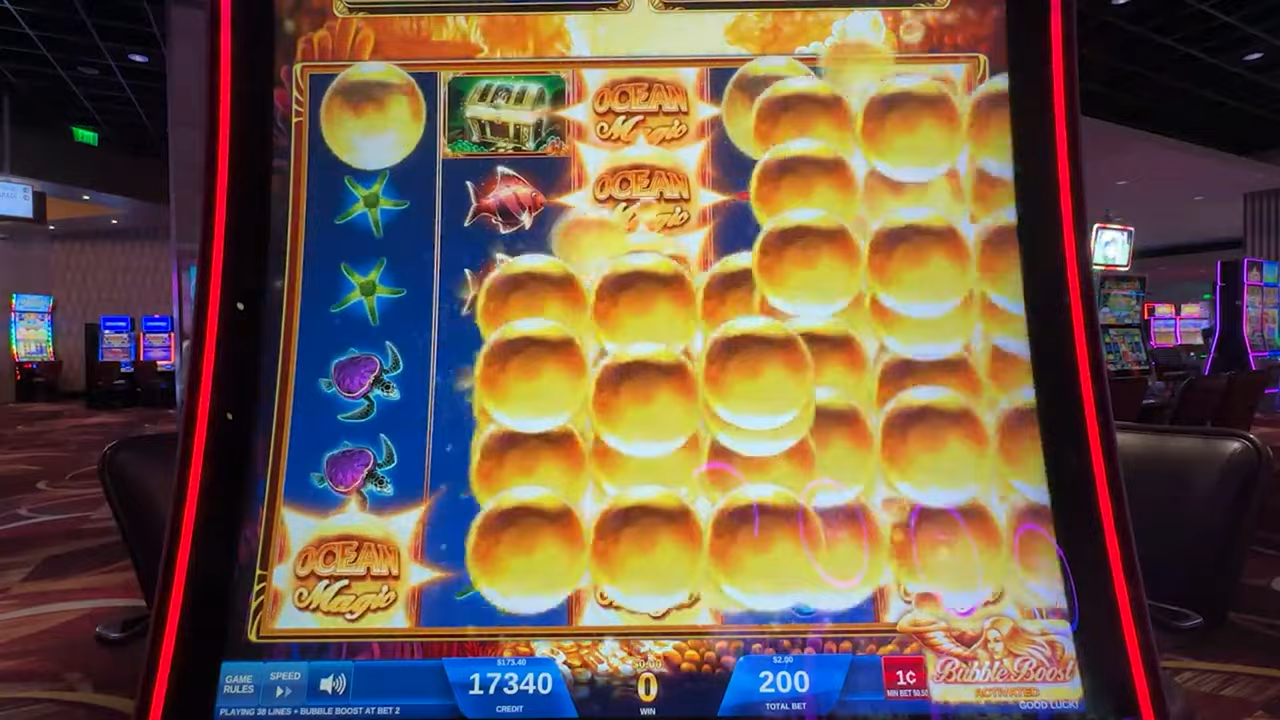 OCEAN
Magic
OCEAN
Magic
OCEAN
Magic
GAME
RULES
SPEED
$173.40
17340
CREDIT
$0.00
0
WIN
$2.00
200
TOTAL BET
1¢
MIN BET $0.50
Bubble Boost
ACTIVATED
PLAYING 38 LINES • BUBBLE BOOST AT BET 2
GOOD LUCK!